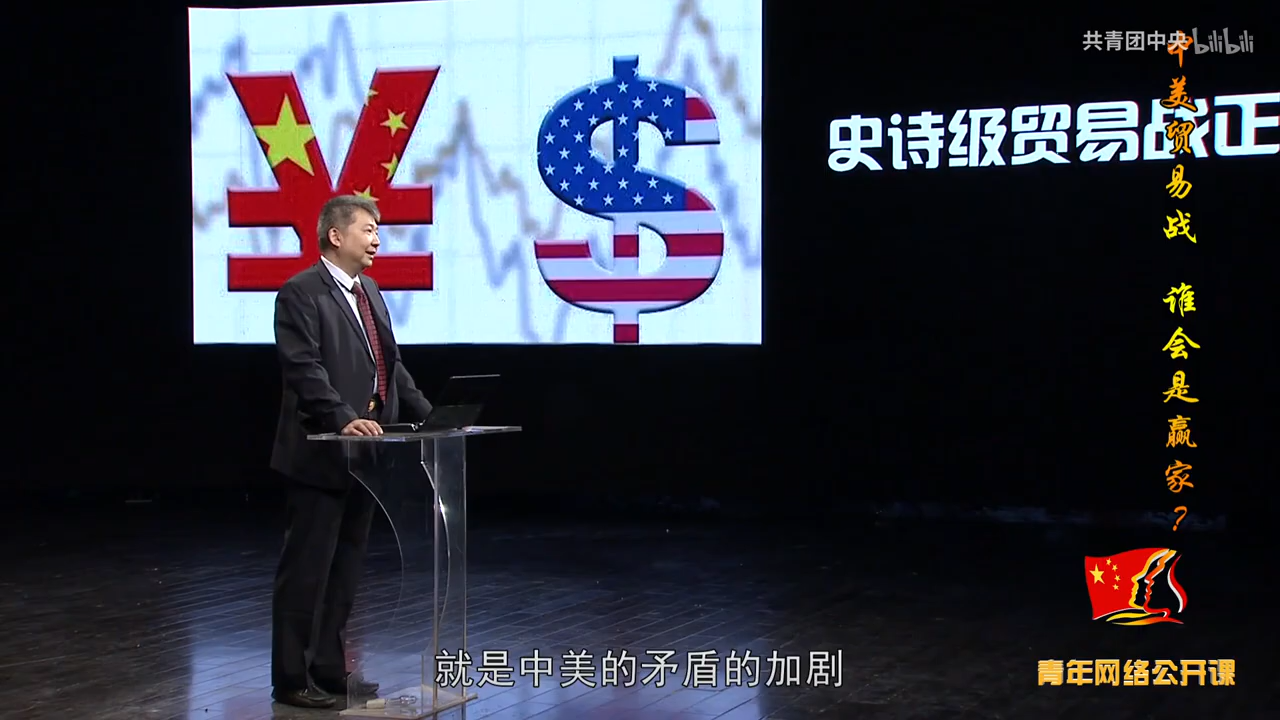 共青团中央 bilibili
史诗级贸易战正
中美贸易战 谁会是赢家？
就是中美的矛盾的加剧
青年网络公开课